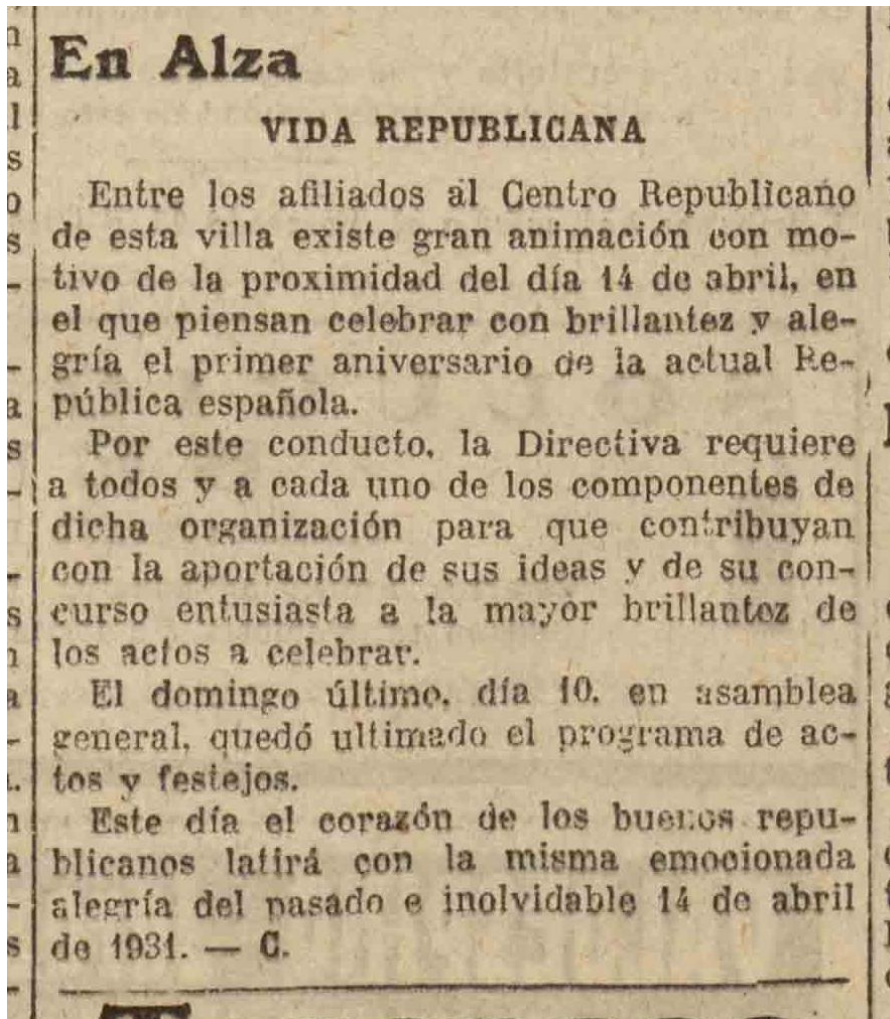 En Alza
VIDA REPUBLICANA
Entre los afiliados al Centro Republicano
de esta villa existe gran animación con mo-
tivo de la proximidad del día 14 de abril, en
el que piensan celebrar con brillantez y ale-
gría el primer aniversario de la actual Re-
pública española.
Por este conducto, la Directiva requiere
a todos y a cada uno de los componentes de
dicha organización para que contribuyan
con la aportación de sus ideas y de su con-
curso entusiasta a la mayor brillantez de
los actos a celebrar.
El domingo último, día 10, en asamblea
general, quedó ultimado el programa de ac-
tos y festejos.
Este día el corazón de los buenos repu-
blicanos latirá con la misma emocionada
alegría del pasado e inolvidable 14 de abril
de 1931. — C.